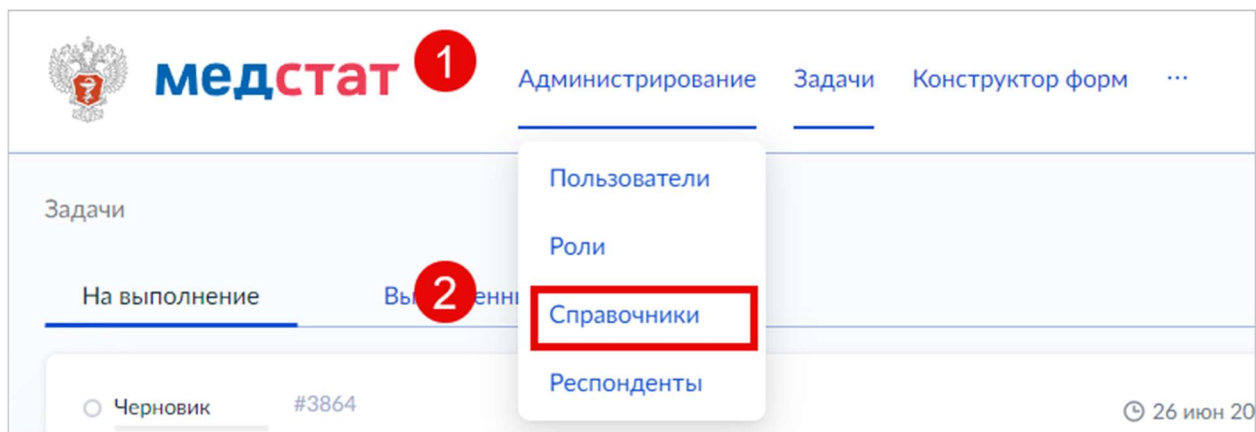 медстат 1 Администрирование Задачи Конструктор форм ...
Пользователи
Задачи
Роли
На выполнение 2
Справочники
Респонденты
Черновик #3864 26 июн 20